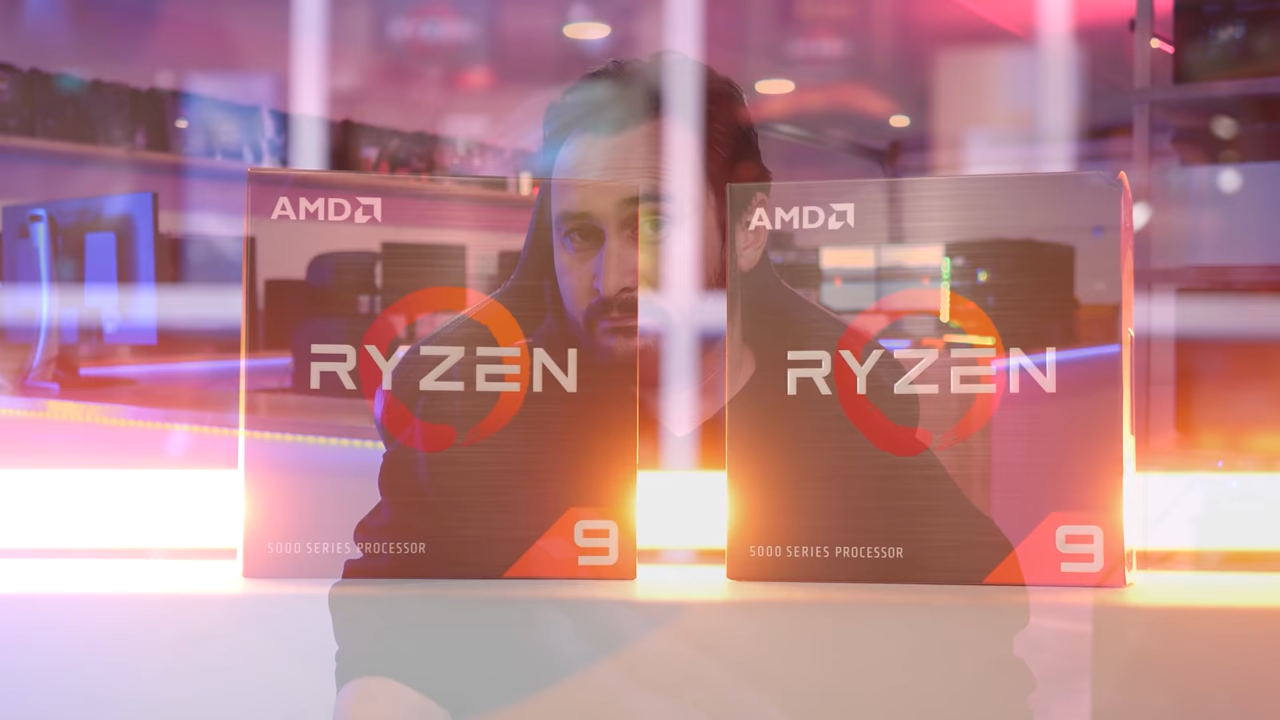 AMD
RYZEN
5000 SERIES PROCESSOR
9
AMD
RYZEN
5000 SERIES PROCESSOR
9